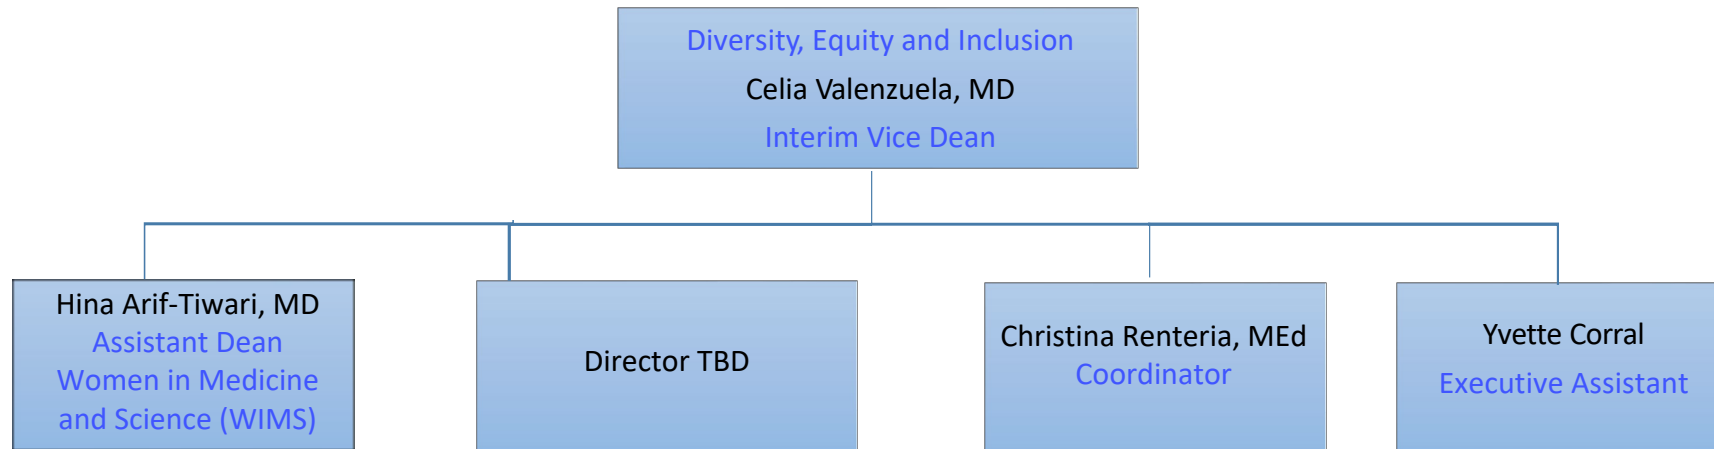 Diversity, Equity and Inclusion
Celia Valenzuela, MD
Interim Vice Dean
Hina Arif-Tiwari, MD
Assistant Dean
Women in Medicine
and Science (WIMS)
Director TBD
Christina Renteria, MEd
Coordinator
Yvette Corral
Executive Assistant